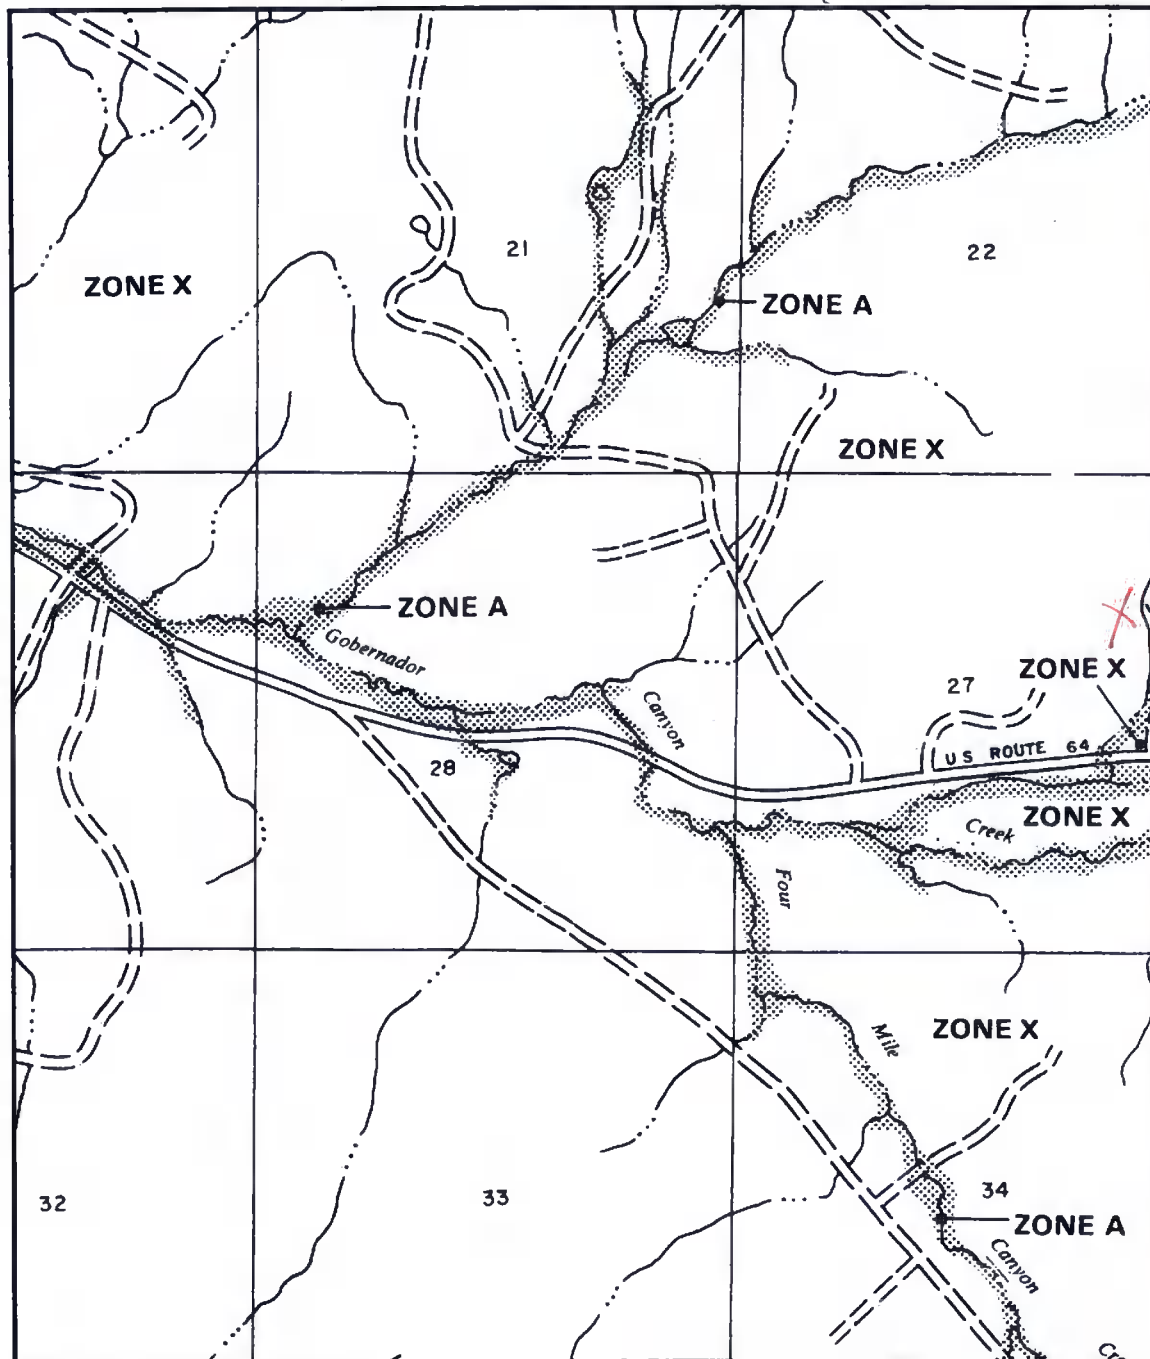 21
22
ZONE X
ZONE A
ZONE X
ZONE A
Gobernador
Canyon
X
ZONE X
27
US ROUTE 64
28
ZONE X
Creek
Four
Mile
ZONE X
32
33
34
ZONE A
Canyon